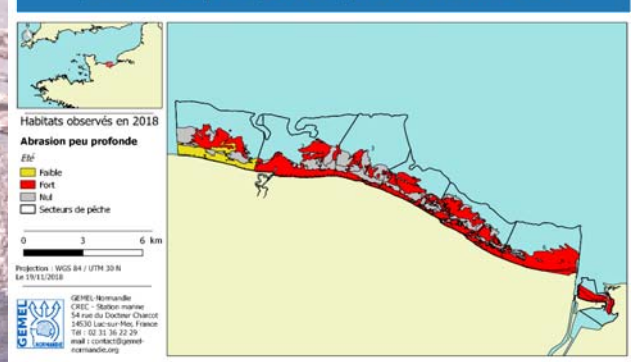 Habitats observés en 2018
Abrasion peu profonde
Eté
Faible
Fort
Nul
Secteurs de pêche
0 3 6 km
Projection : WGS 84 / UTM 30 N
Le 19/11/2018
GEMEL
NORMANDIE
GEMEL-Normandie
CREC - Station marine
54 rue du Docteur Charcot
14530 Luc-sur-Mer, France
Tél : 02 31 36 22 29
mail : contact@gemel-
normandie.org